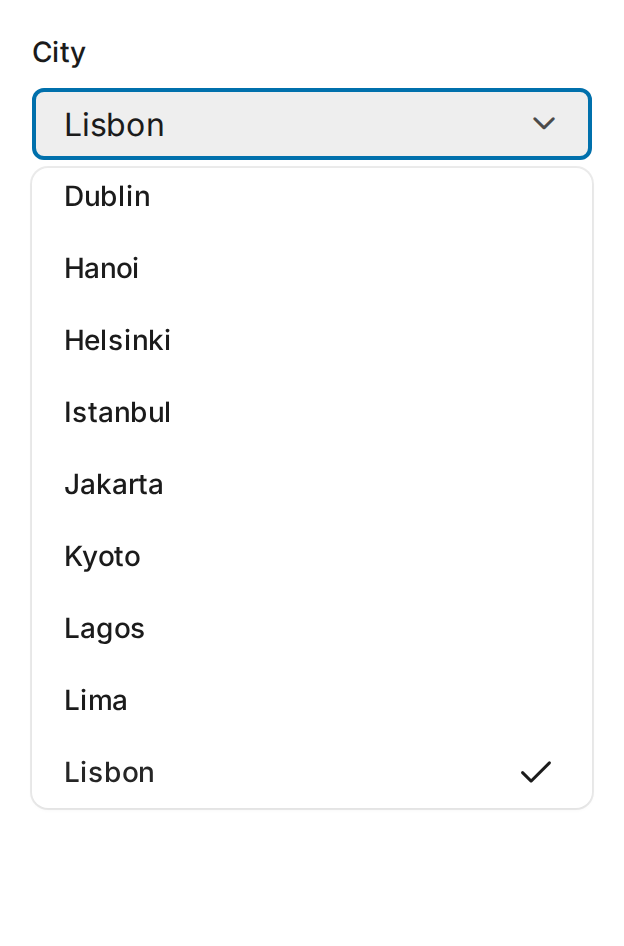 City
Lisbon
Dublin
Hanoi
Helsinki
Istanbul
Jakarta
Kyoto
Lagos
Lima
Lisbon